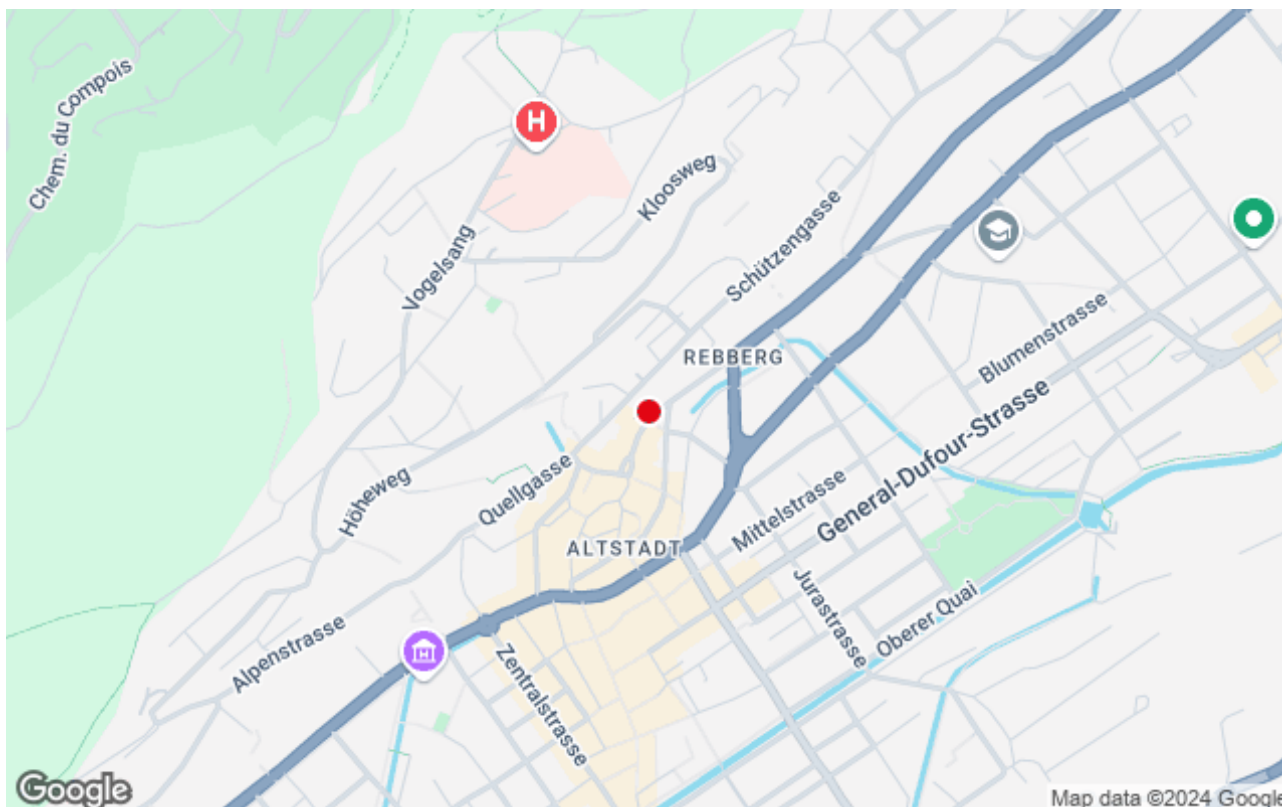 Chem. du Compois
H
Kloosweg
Vogelsang
Schützengasse
REBBERG
Blumenstrasse
General-Dufour-Strasse
Höheweg
Quellgasse
Mittelstrasse
ALTSTADT
Jurastrasse
Oberer Quai
Alpenstrasse
Zentralstrasse
Google
Map data ©2024 Google